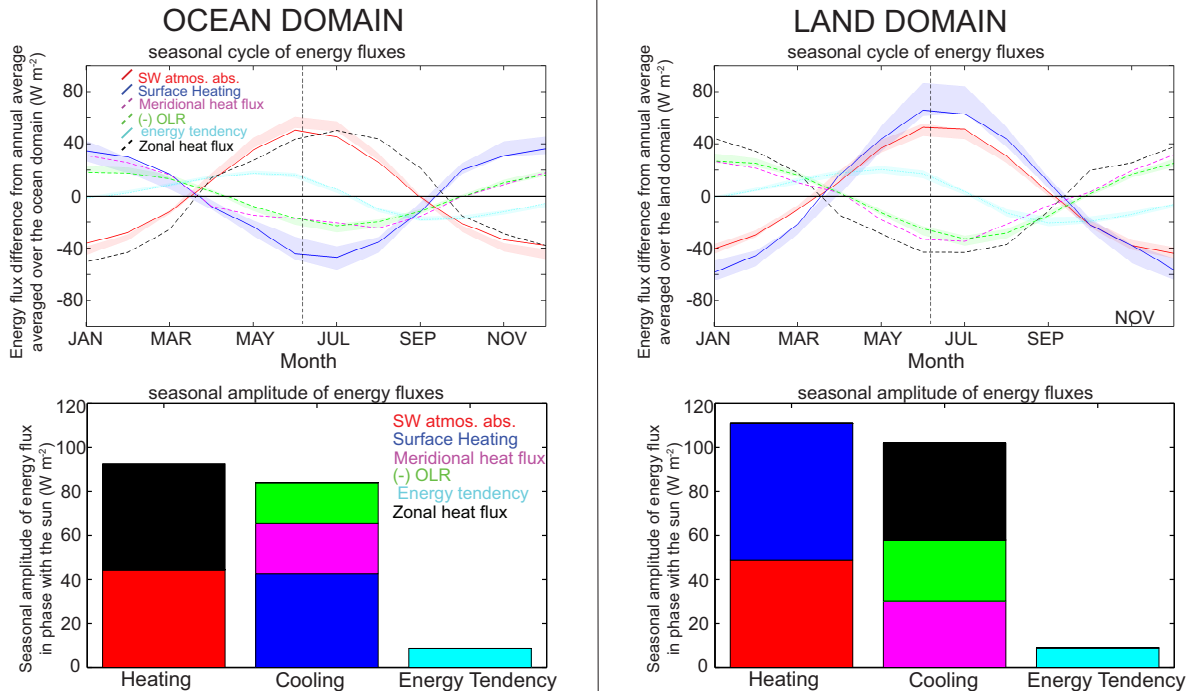 OCEAN DOMAIN
seasonal cycle of energy fluxes
Energy flux difference from annual average
averaged over the ocean domain (W m-2)
80
40
0
-40
-80
SW atmos. abs.
Surface Heating
Meridional heat flux
(-) OLR
energy tendency
Zonal heat flux
JAN
MAR
MAY
JUL
SEP
NOV
Month
LAND DOMAIN
seasonal cycle of energy fluxes
Energy flux difference from annual average
averaged over the land domain (W m-2)
80
40
0
-40
-80
NOV
JAN
MAR
MAY
JUL
SEP
Month
seasonal amplitude of energy fluxes
Seasonal amplitude of energy flux
in phase with the sun (W m-2)
120
100
80
60
40
20
0
SW atmos. abs.
Surface Heating
Meridional heat flux
(-) OLR
Energy tendency
Zonal heat flux
Heating
Cooling
Energy Tendency
seasonal amplitude of energy fluxes
Seasonal amplitude of energy flux
in phase with the sun (W m-2)
120
100
80
60
40
20
0
Heating
Cooling
Energy Tendency